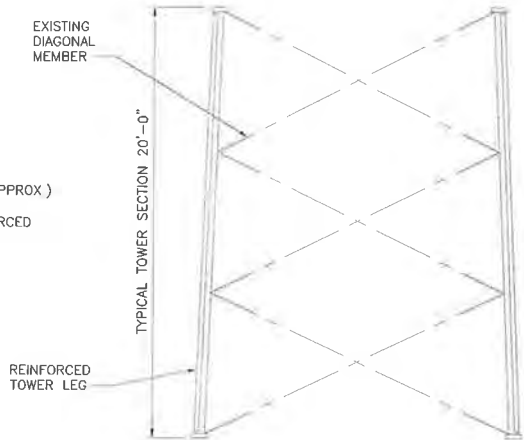 EXISTING
DIAGONAL
MEMBER
TYPICAL TOWER SECTION 20'-0"
PPROX )
RCED
REINFORCED
TOWER LEG